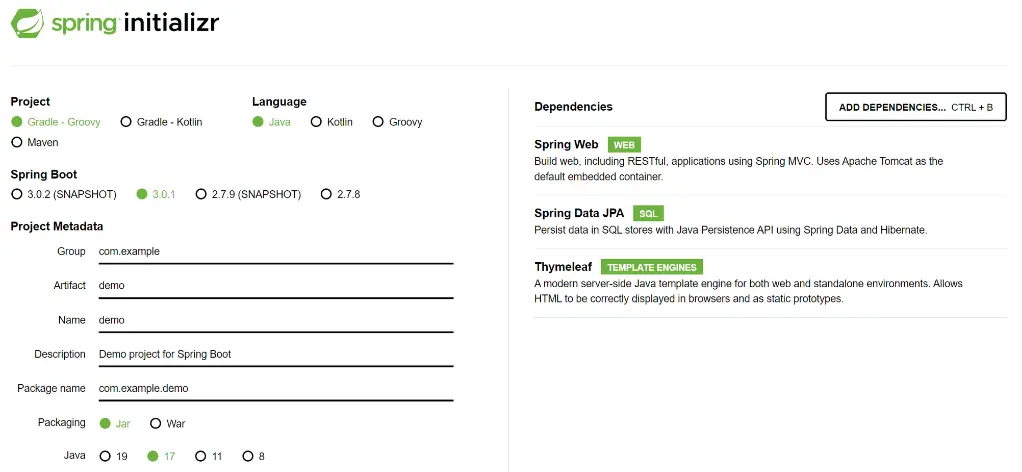 spring initializr
Project
Gradle - Groovy Gradle - Kotlin
Maven
Language
Java Kotlin Groovy
Spring Boot
3.0.2 (SNAPSHOT) 3.0.1 2.7.9 (SNAPSHOT) 2.7.8
Project Metadata
Group com.example
Artifact demo
Name demo
Description Demo project for Spring Boot
Package name com.example.demo
Packaging Jar War
Java 19 17 11 8
Dependencies
ADD DEPENDENCIES... CTRL + B
Spring Web WEB
Build web, including RESTful, applications using Spring MVC. Uses Apache Tomcat as the
default embedded container.
Spring Data JPA SQL
Persist data in SQL stores with Java Persistence API using Spring Data and Hibernate.
Thymeleaf TEMPLATE ENGINES
A modern server-side Java template engine for both web and standalone environments. Allows
HTML to be correctly displayed in browsers and as static prototypes.